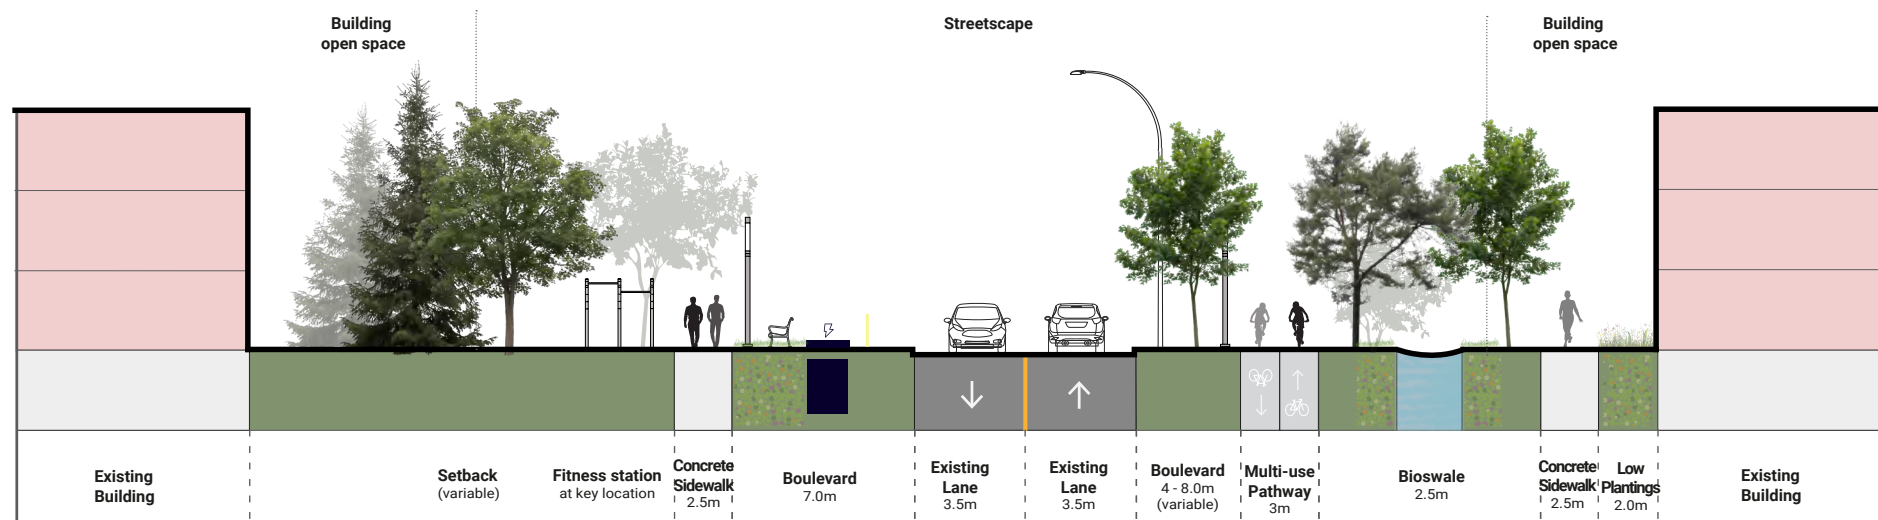 Building
open space
Streetscape
Building
open space
Existing
Building
Setback
(variable)
Fitness station
at key location
Concrete
Sidewalk
2.5m
Boulevard
7.0m
Existing
Lane
3.5m
Existing
Lane
3.5m
Boulevard
4 - 8.0m
(variable)
Multi-use
Pathway
3m
Bioswale
2.5m
Concrete
Sidewalk
2.5m
Low
Plantings
2.0m
Existing
Building